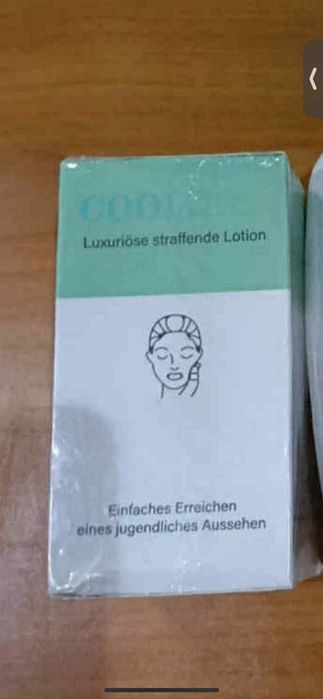 Luxuriöse straffende Lotion
Einfaches Erreichen
eines jugendliches Aussehen